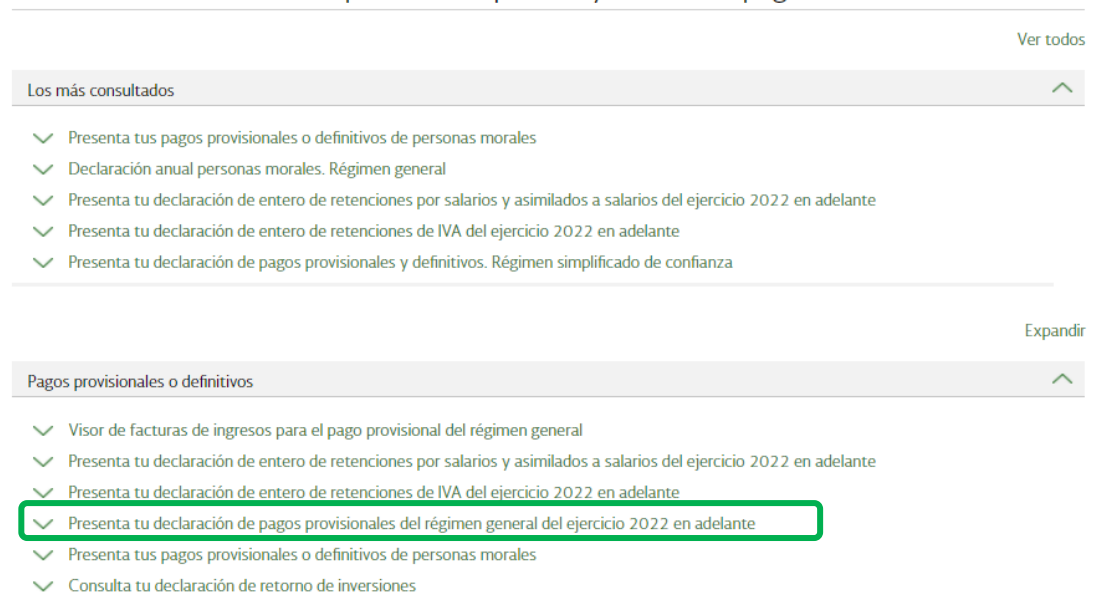 Ver todos
Los más consultados
Presenta tus pagos provisionales o definitivos de personas morales
Declaración anual personas morales. Régimen general
Presenta tu declaración de entero de retenciones por salarios y asimilados a salarios del ejercicio 2022 en adelante
Presenta tu declaración de entero de retenciones de IVA del ejercicio 2022 en adelante
Presenta tu declaración de pagos provisionales y definitivos. Régimen simplificado de confianza
Expandir
Pagos provisionales o definitivos
Visor de facturas de ingresos para el pago provisional del régimen general
Presenta tu declaración de entero de retenciones por salarios y asimilados a salarios del ejercicio 2022 en adelante
Presenta tu declaración de entero de retenciones de IVA del ejercicio 2022 en adelante
Presenta tu declaración de pagos provisionales del régimen general del ejercicio 2022 en adelante
Presenta tus pagos provisionales o definitivos de personas morales
Consulta tu declaración de retorno de inversiones